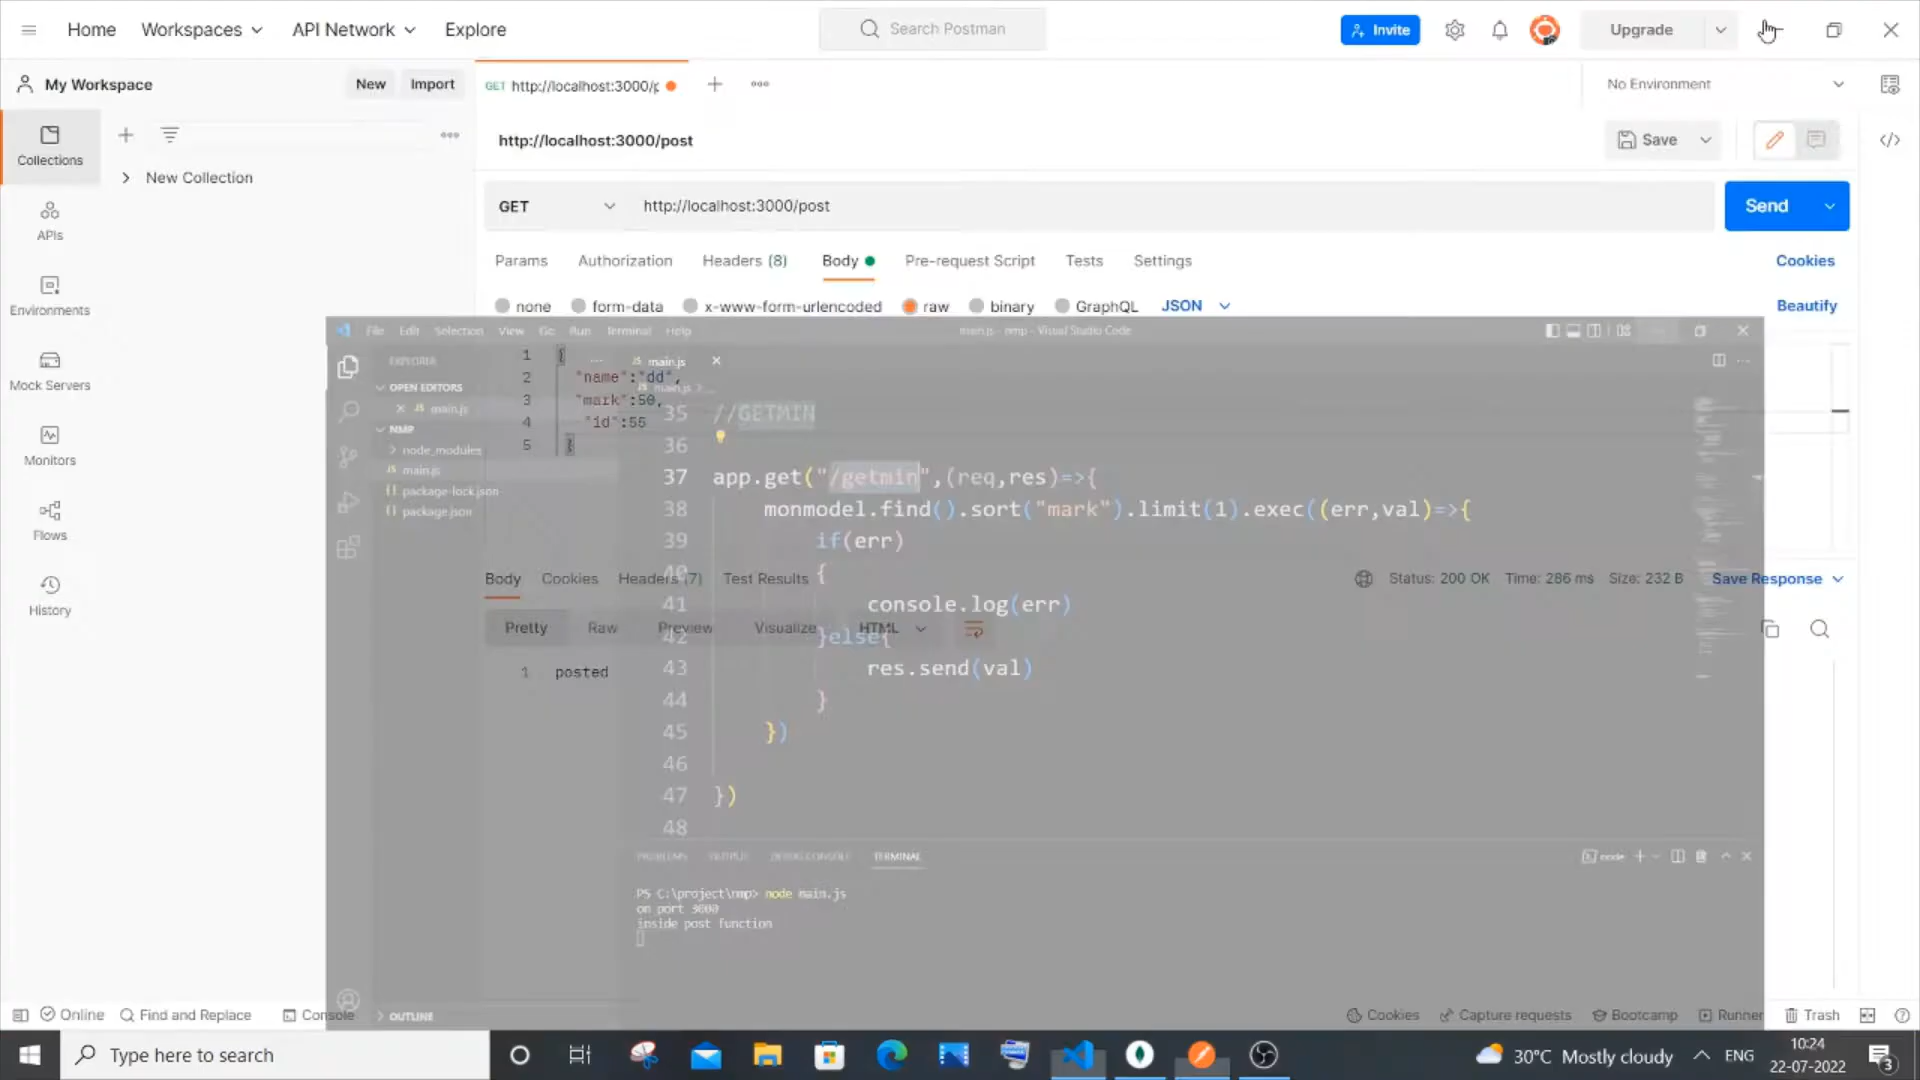 Home
Workspaces
API Network
Explore
Search Postman
Invite
Upgrade
My Workspace
New
Import
GET http://localhost:3000/p
No Environment
Collections
http://localhost:3000/post
Save
New Collection
GET
http://localhost:3000/post
Send
APIs
Params
Authorization
Headers (8)
Body
Pre-request Script
Tests
Settings
Cookies
Environments
none
form-data
x-www-form-urlencoded
raw
binary
GraphQL
JSON
Beautify
File Edit Selection View Go Run Terminal Help
main.js - nmp - Visual Studio Code
1 {
2 "name":"dd",
3 "mark":50,
4 "id":55
5 }
EXPLORER
OPEN EDITORS
main.js
NMP
node_modules
main.js
package-lock.json
package.json
JS main.js
main.js > ...
35 //GETMIN
36
37 app.get("/getmin",(req,res)=>{
38 monmodel.find().sort("mark").limit(1).exec((err,val)=>{
39 if(err)
40 {
41 console.log(err)
42 }else{
43 res.send(val)
44 }
45 })
46
47 })
48
Mock Servers
Monitors
Flows
History
Body
Cookies
Headers (7)
Test Results
Status: 200 OK
Time: 286 ms
Size: 232 B
Save Response
Pretty
Raw
Preview
Visualize
HTML
1 posted
PROBLEMS
OUTPUT
DEBUG CONSOLE
TERMINAL
node
PS C:\project\nmp> node main.js
on port 3000
inside post function
OUTLINE
Online
Find and Replace
Console
Cookies
Capture requests
Bootcamp
Runner
Trash
Type here to search
30°C Mostly cloudy
ENG
10:24
22-07-2022
3